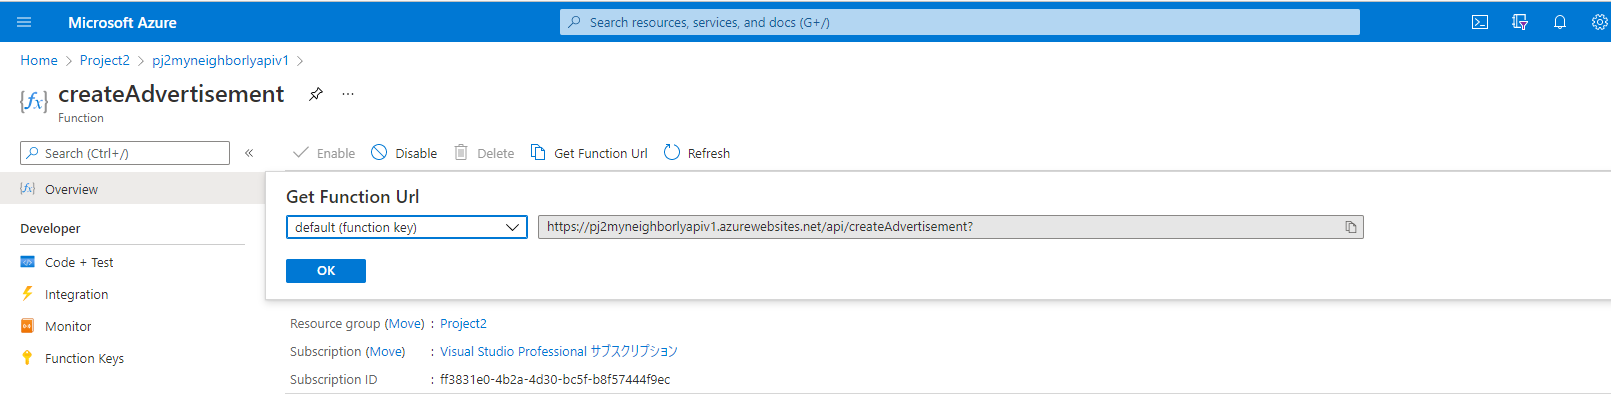 Microsoft Azure
Search resources, services, and docs (G+/)
Home > Project2 > pj2myneighborlyapiv1 >
{fx} createAdvertisement ...
Function
Search (Ctrl+/) «
Enable Disable Delete Get Function Url Refresh
{fx} Overview
Get Function Url
default (function key) https://pj2myneighborlyapiv1.azurewebsites.net/api/createAdvertisement?
OK
Developer
Code + Test
Integration
Monitor
Function Keys
Resource group (Move) : Project2
Subscription (Move) : Visual Studio Professional サブスクリプション
Subscription ID : ff3831e0-4b2a-4d30-bc5f-b8f57444f9ec